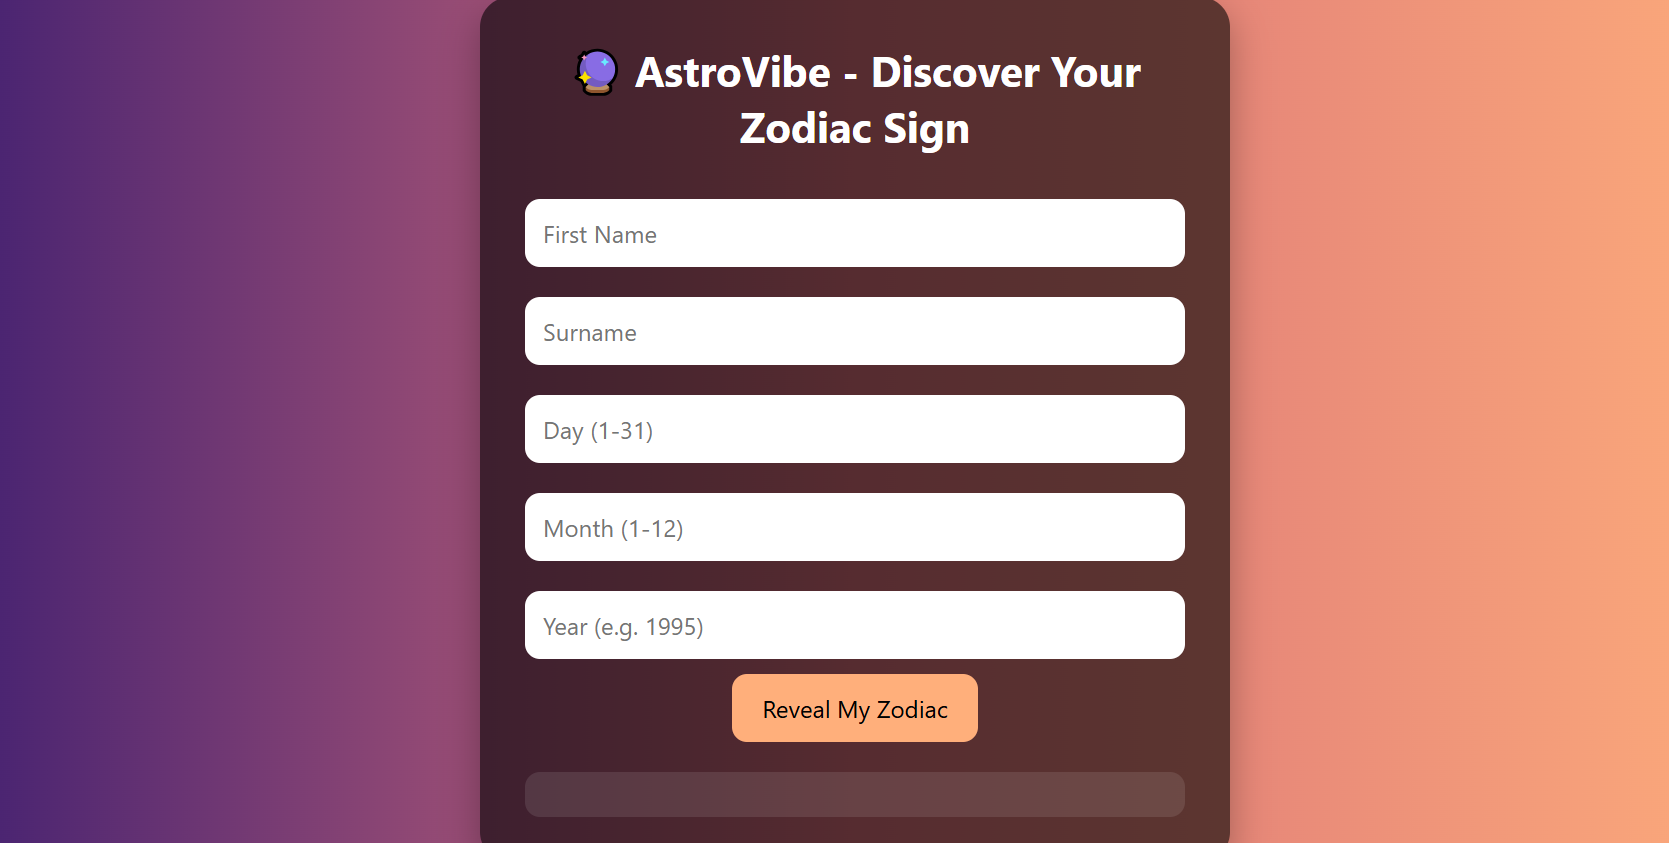 🔮 AstroVibe - Discover Your
Zodiac Sign
First Name
Surname
Day (1-31)
Month (1-12)
Year (e.g. 1995)
Reveal My Zodiac